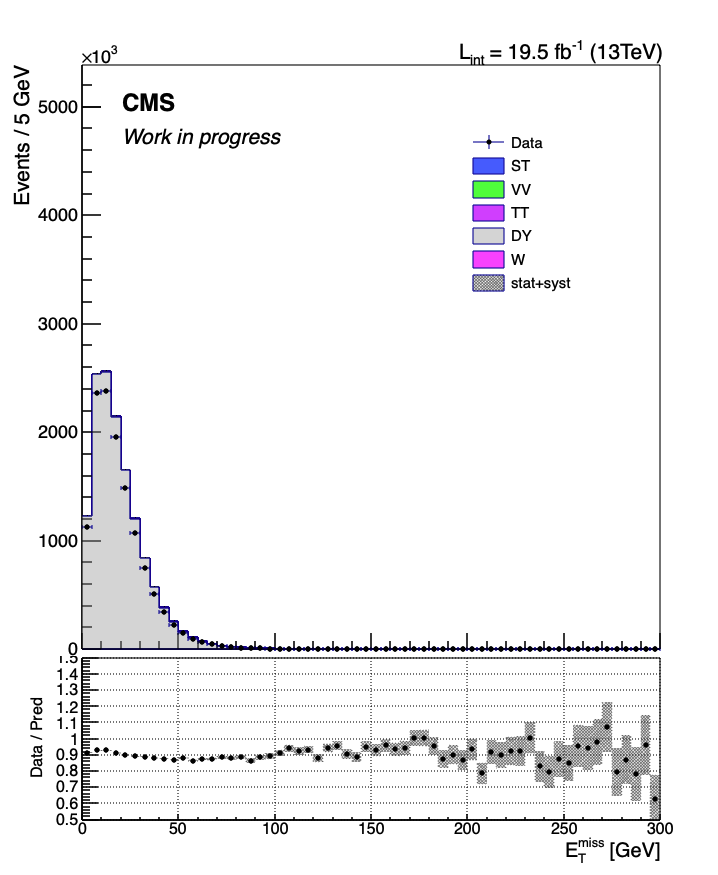 ×10³
L_int = 19.5 fb⁻¹ (13TeV)
Events / 5 GeV
5000
4000
3000
2000
1000
0
CMS
Work in progress
Data
ST
VV
TT
DY
W
stat+syst
Data / Pred
1.5
1.4
1.3
1.2
1.1
1
0.9
0.8
0.7
0.6
0.5
0
50
100
150
200
250
300
E_T^miss [GeV]